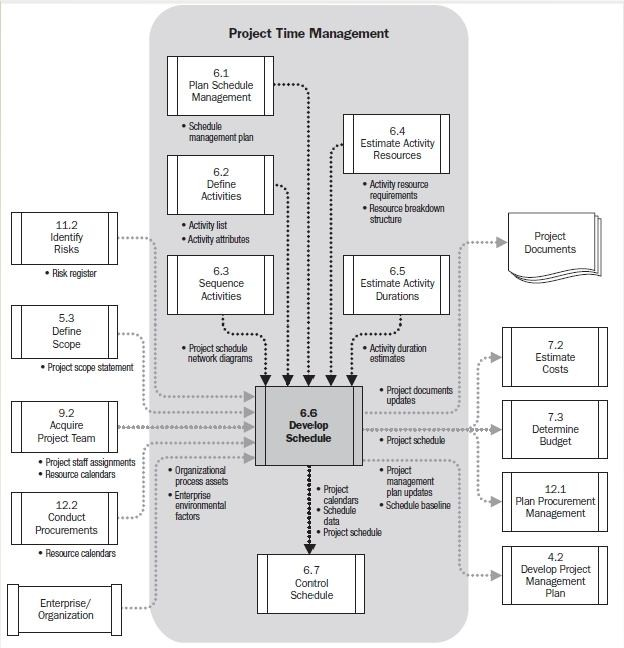 Project Time Management
6.1
Plan Schedule
Management
• Schedule
management plan
6.2
Define
Activities
• Activity list
• Activity attributes
6.3
Sequence
Activities
• Project schedule
network diagrams
6.4
Estimate Activity
Resources
• Activity resource
requirements
• Resource breakdown
structure
6.5
Estimate Activity
Durations
• Activity duration
estimates
11.2
Identify
Risks
• Risk register
5.3
Define
Scope
• Project scope statement
9.2
Acquire
Project Team
• Project staff assignments
• Resource calendars
12.2
Conduct
Procurements
• Resource calendars
Enterprise/
Organization
• Organizational
process assets
• Enterprise
environmental
factors
6.6
Develop
Schedule
• Project
calendars
• Schedule
data
• Project schedule
6.7
Control
Schedule
• Project documents
updates
• Project schedule
• Project
management
plan updates
• Schedule baseline
Project
Documents
7.2
Estimate
Costs
7.3
Determine
Budget
12.1
Plan Procurement
Management
4.2
Develop Project
Management
Plan